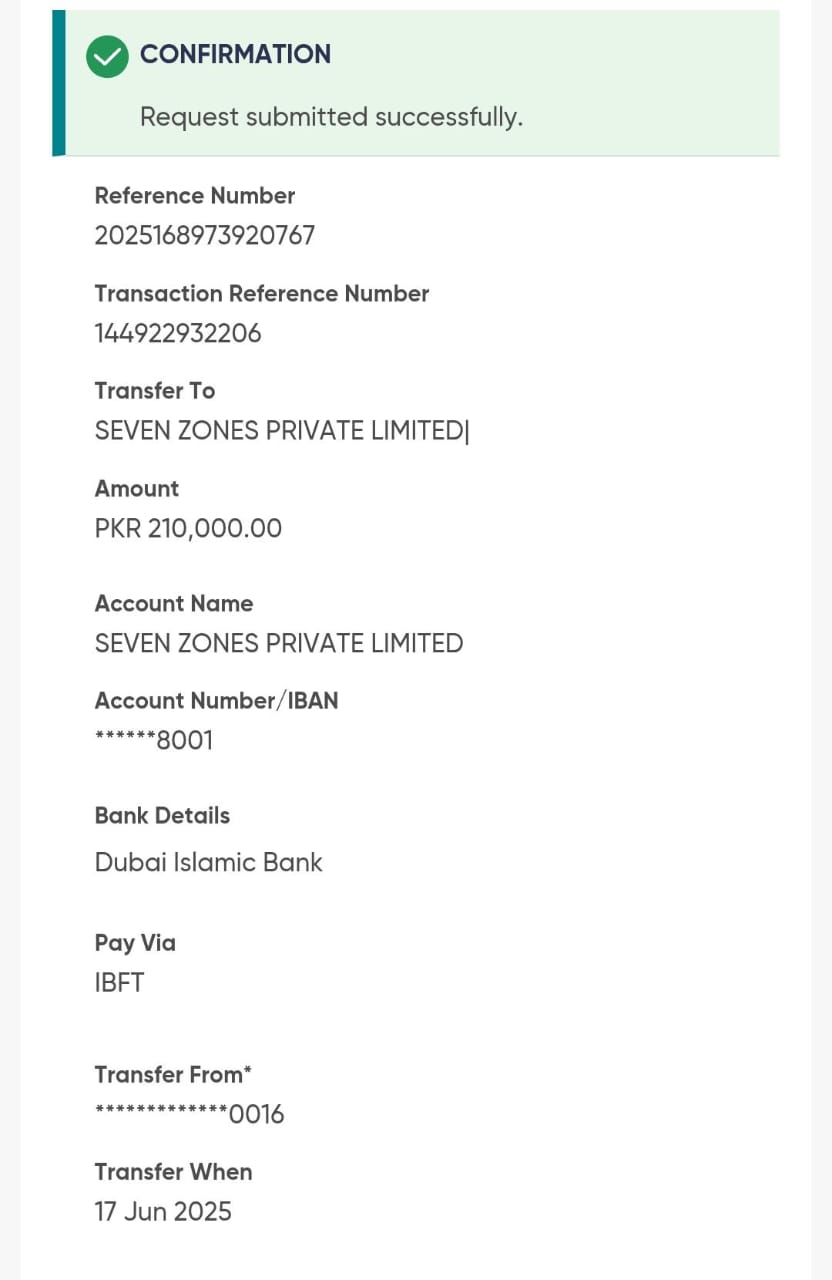 CONFIRMATION
Request submitted successfully.
Reference Number
2025168973920767
Transaction Reference Number
144922932206
Transfer To
SEVEN ZONES PRIVATE LIMITED|
Amount
PKR 210,000.00
Account Name
SEVEN ZONES PRIVATE LIMITED
Account Number/IBAN
******8001
Bank Details
Dubai Islamic Bank
Pay Via
IBFT
Transfer From*
*************0016
Transfer When
17 Jun 2025